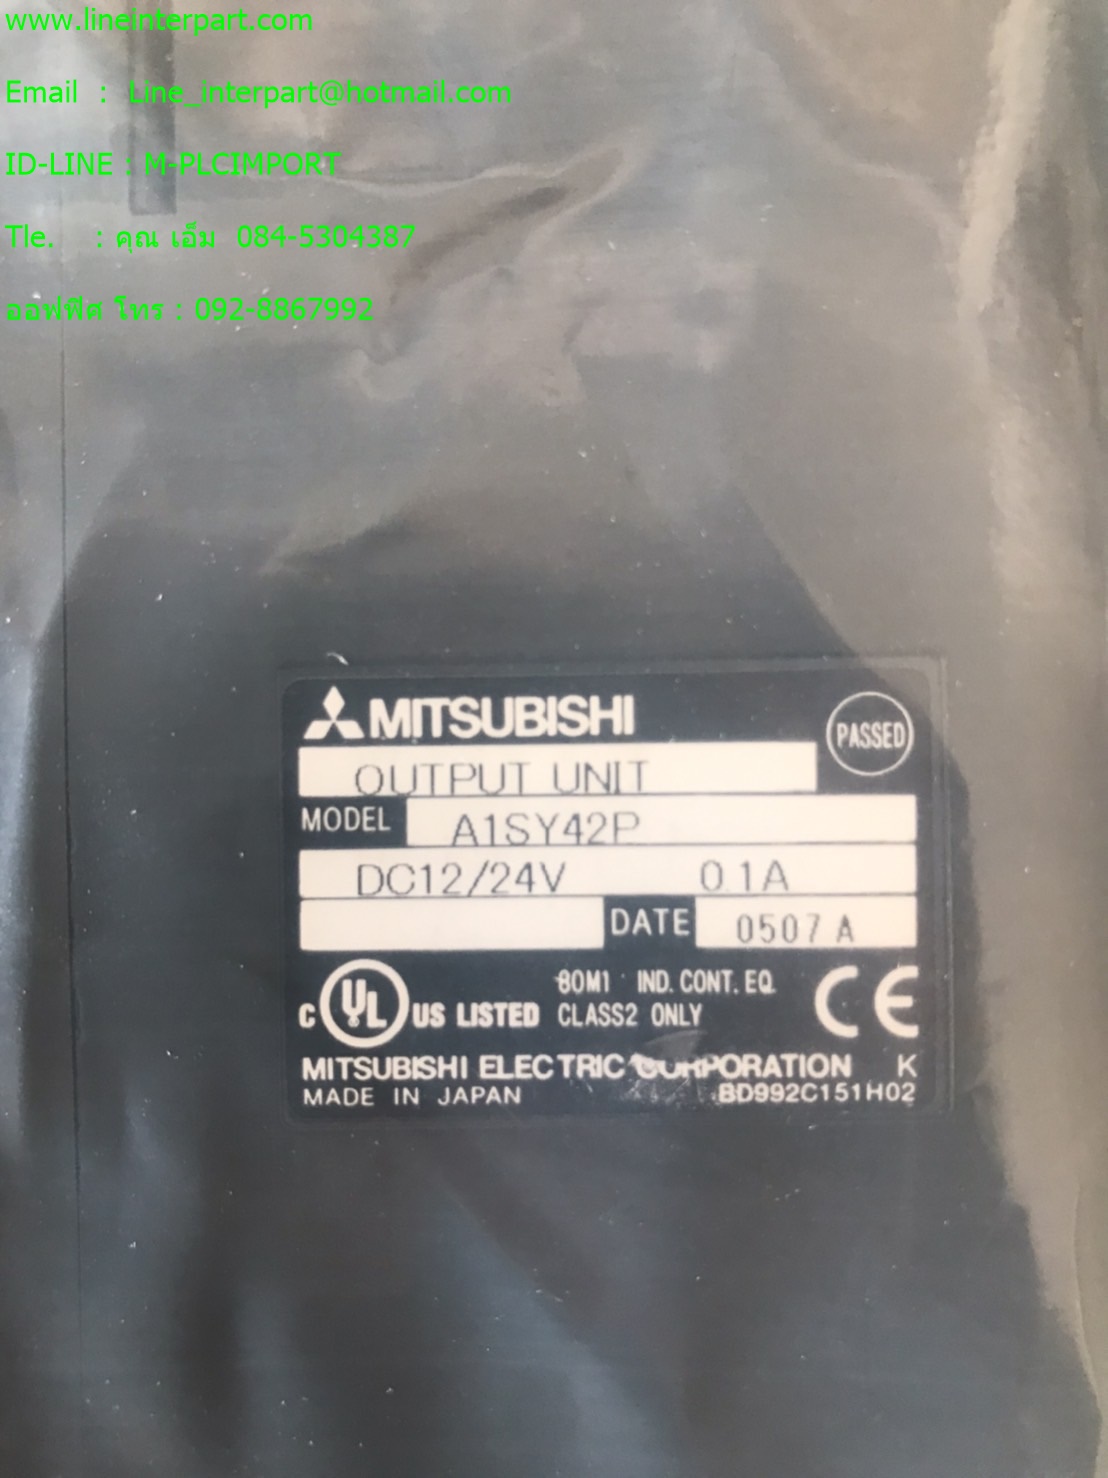 www.lineinterpart.com
Email : Line_interpart@hotmail.com
ID-LINE : M-PLCIMPORT
Tle. : คุณ เอ็ม 084-5304387
ออฟฟิศ โทร : 092-8867992
MITSUBISHI
PASSED
OUTPUT UNIT
MODEL A1SY42P
DC12/24V 0.1A
DATE 0507 A
C UL US LISTED 80M1 IND. CONT. EQ. CLASS2 ONLY CE
MITSUBISHI ELECTRIC CORPORATION K
MADE IN JAPAN BD992C151H02